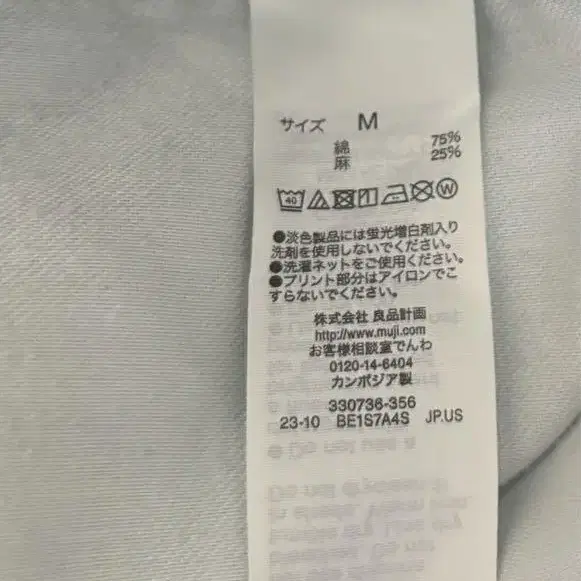 サイズ M
綿 75%
麻 25%
40 W
●淡色製品には蛍光増白剤入り
洗剤を使用しないでください。
●洗濯ネットをご使用ください。
●プリント部分はアイロンでこ
すらないでください。
株式会社 良品計画
http://www.muji.com
お客様相談室でんわ
0120-14-6404
カンボジア製
330736-356
23-10 BE1S7A4S JP.US